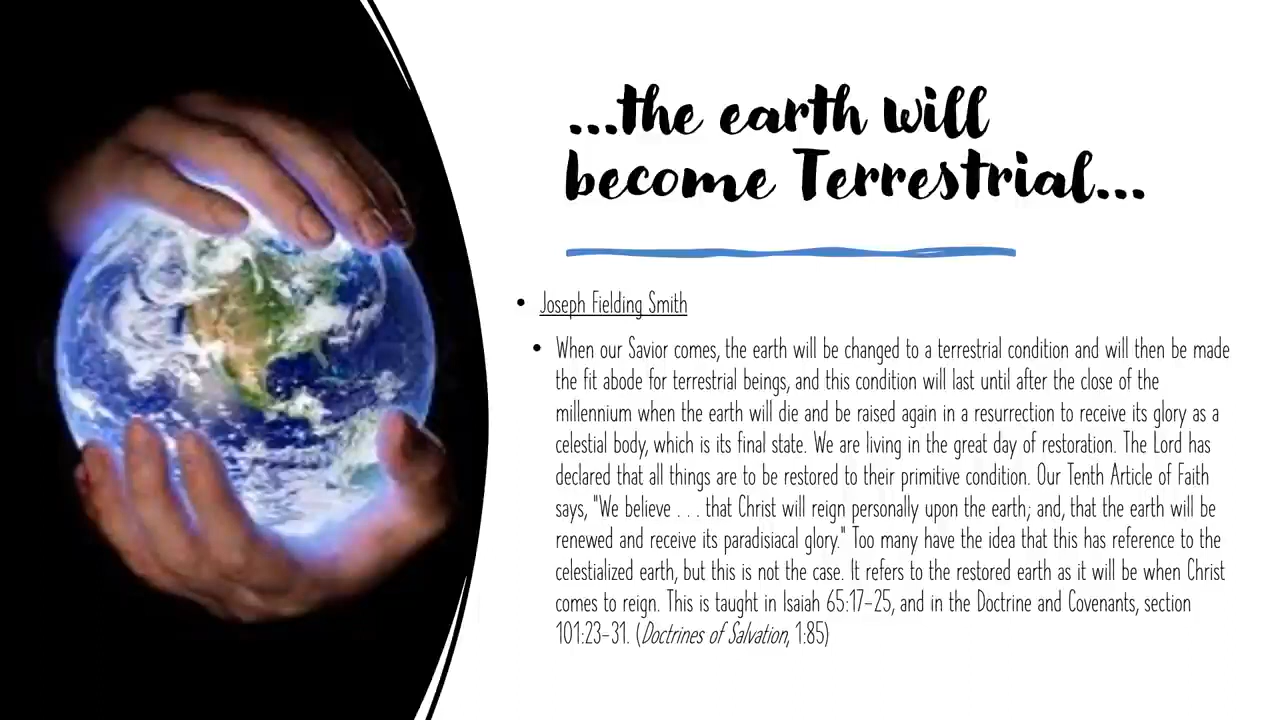 ...the earth will
become Terrestrial...
• Joseph Fielding Smith
• When our Savior comes, the earth will be changed to a terrestrial condition and will then be made
the fit abode for terrestrial beings, and this condition will last until after the close of the
millennium when the earth will die and be raised again in a resurrection to receive its glory as a
celestial body, which is its final state. We are living in the great day of restoration. The Lord has
declared that all things are to be restored to their primitive condition. Our Tenth Article of Faith
says, "We believe . . . that Christ will reign personally upon the earth; and, that the earth will be
renewed and receive its paradisiacal glory." Too many have the idea that this has reference to the
celestialized earth, but this is not the case. It refers to the restored earth as it will be when Christ
comes to reign. This is taught in Isaiah 65:17–25, and in the Doctrine and Covenants, section
101:23–31. (Doctrines of Salvation, 1:85)